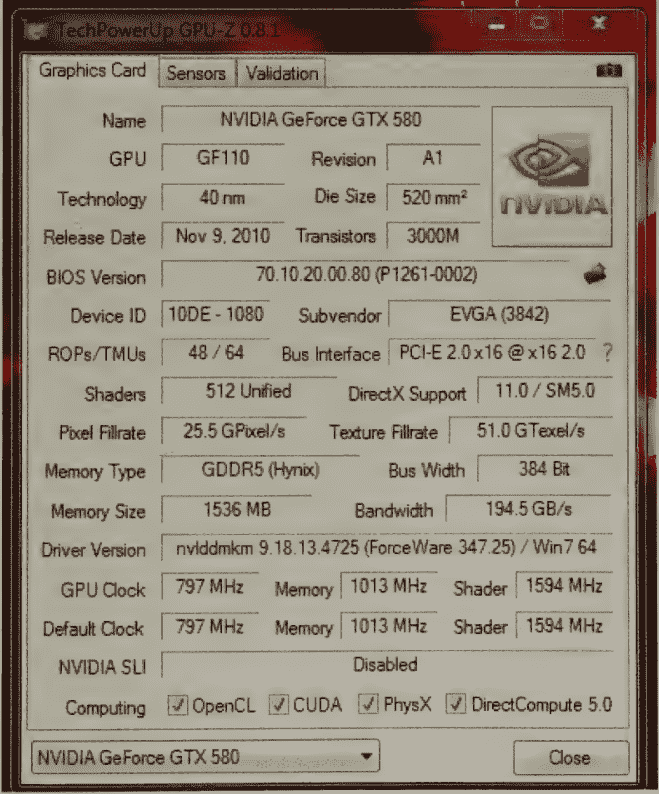 TechPowerUp GPU-Z 0.8.1
Graphics Card Sensors Validation
Name NVIDIA GeForce GTX 580
GPU GF110 Revision A1
Technology 40 nm Die Size 520 mm²
nVIDIA
Release Date Nov 9, 2010 Transistors 3000M
BIOS Version 70.10.20.00.80 (P1261-0002)
Device ID 10DE - 1080 Subvendor EVGA (3842)
ROPs/TMUs 48 / 64 Bus Interface PCI-E 2.0 x16 @ x16 2.0 ?
Shaders 512 Unified DirectX Support 11.0 / SM5.0
Pixel Fillrate 25.5 GPixel/s Texture Fillrate 51.0 GTexel/s
Memory Type GDDR5 (Hynix) Bus Width 384 Bit
Memory Size 1536 MB Bandwidth 194.5 GB/s
Driver Version nvlddmkm 9.18.13.4725 (ForceWare 347.25) / Win7 64
GPU Clock 797 MHz Memory 1013 MHz Shader 1594 MHz
Default Clock 797 MHz Memory 1013 MHz Shader 1594 MHz
NVIDIA SLI Disabled
Computing OpenCL CUDA PhysX DirectCompute 5.0
NVIDIA GeForce GTX 580 Close